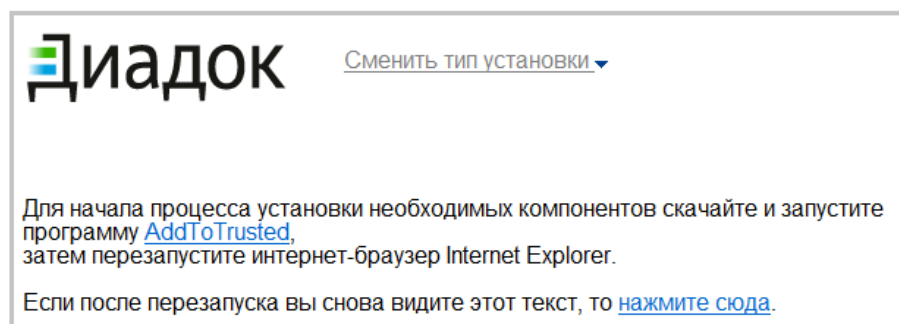 Диадок
Сменить тип установки
Для начала процесса установки необходимых компонентов скачайте и запустите
программу AddToTrusted,
затем перезапустите интернет-браузер Internet Explorer.
Если после перезапуска вы снова видите этот текст, то нажмите сюда.